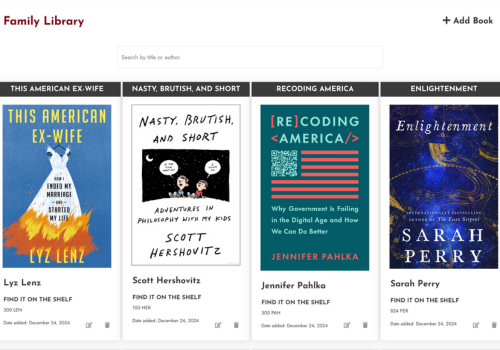 Family Library
+ Add Book
Search by title or author
THIS AMERICAN EX-WIFE
NASTY, BRUTISH, AND SHORT
RECODING AMERICA
ENLIGHTENMENT
THIS AMERICAN
EX-WIFE
HOW I
ENDED MY
MARRIAGE
AND
STARTED
MY LIFE
LYZ LENZ
NASTY, BRUTISH,
AND SHORT
ADVENTURES IN
PHILOSOPHY WITH MY KIDS
SCOTT
HERSHOVITZ
[RE]CODING
<AMERICA/>
Why Government Is Failing
in the Digital Age and How
We Can Do Better
JENNIFER PAHLKA
Enlightenment
INTERNATIONALLY BESTSELLING
AUTHOR OF The Essex Serpent
SARAH
PERRY
Lyz Lenz
FIND IT ON THE SHELF
300 LEN
Date added: December 24, 2024
Scott Hershovitz
FIND IT ON THE SHELF
100 HER
Date added: December 24, 2024
Jennifer Pahlka
FIND IT ON THE SHELF
300 PAH
Date added: December 24, 2024
Sarah Perry
FIND IT ON THE SHELF
824 PER
Date added: December 24, 2024